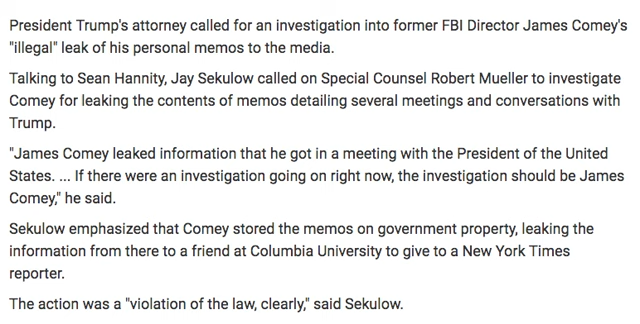 President Trump's attorney called for an investigation into former FBI Director James Comey's
"illegal" leak of his personal memos to the media.
Talking to Sean Hannity, Jay Sekulow called on Special Counsel Robert Mueller to investigate
Comey for leaking the contents of memos detailing several meetings and conversations with
Trump.
"James Comey leaked information that he got in a meeting with the President of the United
States. ... If there were an investigation going on right now, the investigation should be James
Comey," he said.
Sekulow emphasized that Comey stored the memos on government property, leaking the
information from there to a friend at Columbia University to give to a New York Times
reporter.
The action was a "violation of the law, clearly," said Sekulow.